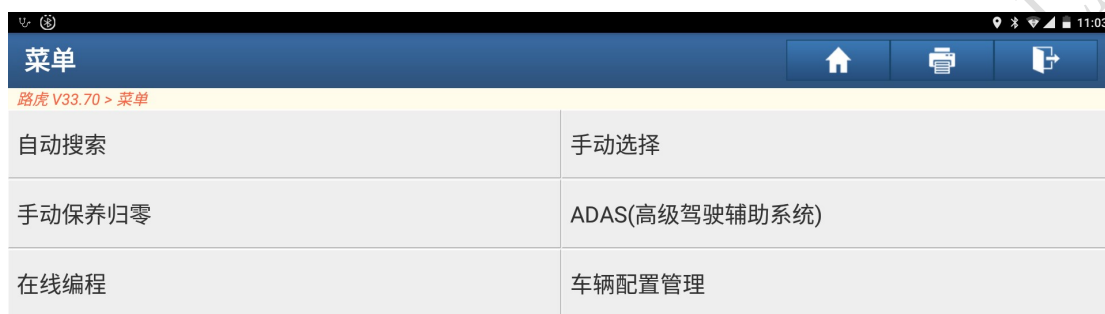 11:03
菜单
路虎 V33.70 > 菜单
自动搜索
手动选择
手动保养归零
ADAS(高级驾驶辅助系统)
在线编程
车辆配置管理